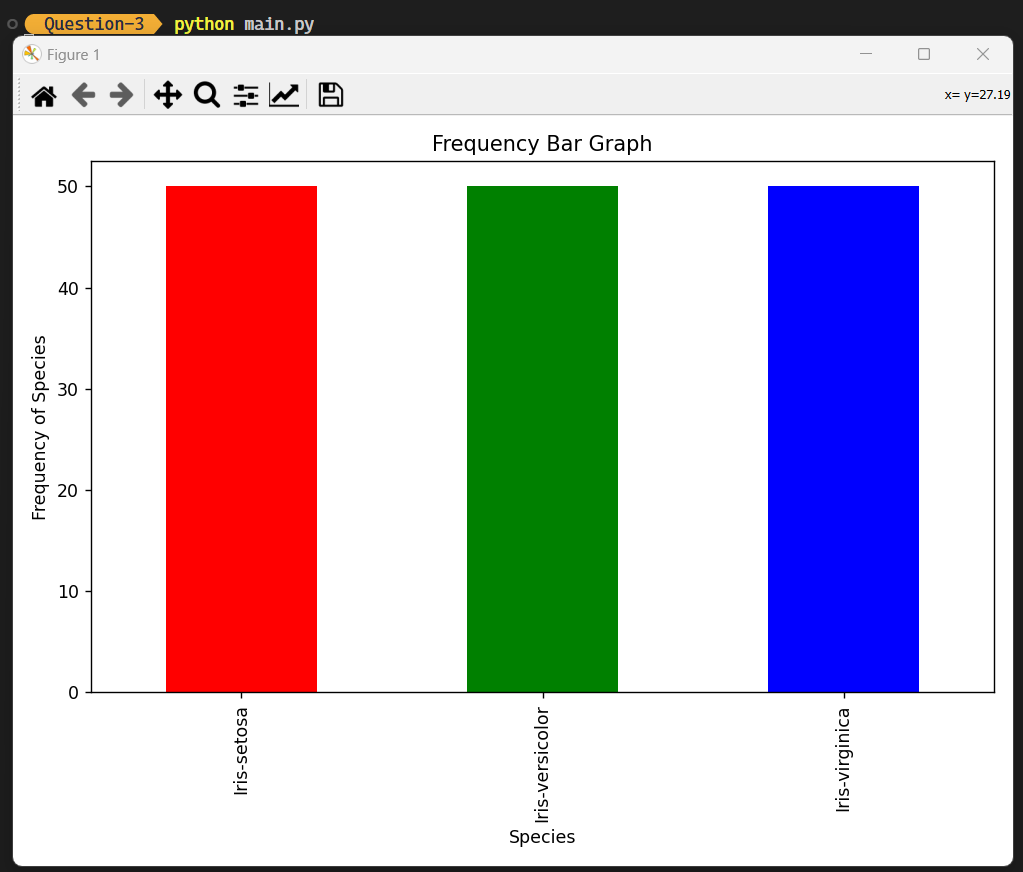 Question-3 python main.py
Figure 1
x= y=27.19
Frequency Bar Graph
50
40
30
20
10
0
Frequency of Species
Iris-setosa
Iris-versicolor
Iris-virginica
Species